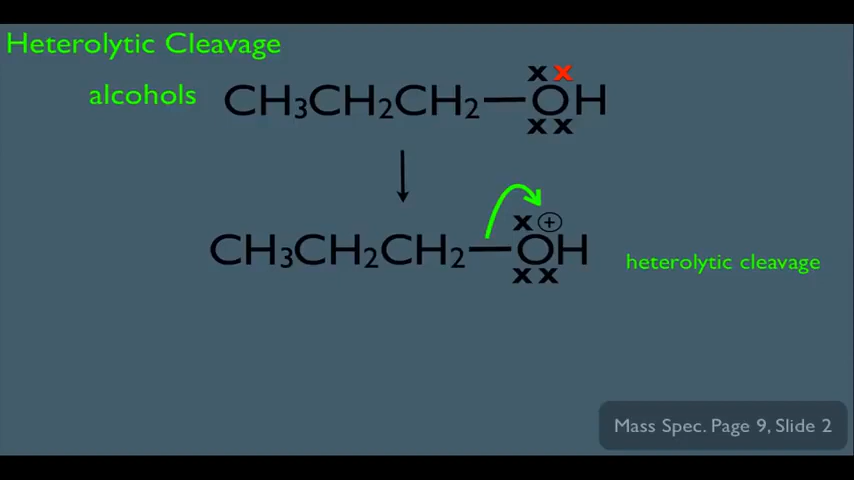 Heterolytic Cleavage
x x
alcohols CH₃CH₂CH₂—OH
x x
x ⊕
CH₃CH₂CH₂—OH
x x
heterolytic cleavage
Mass Spec. Page 9, Slide 2